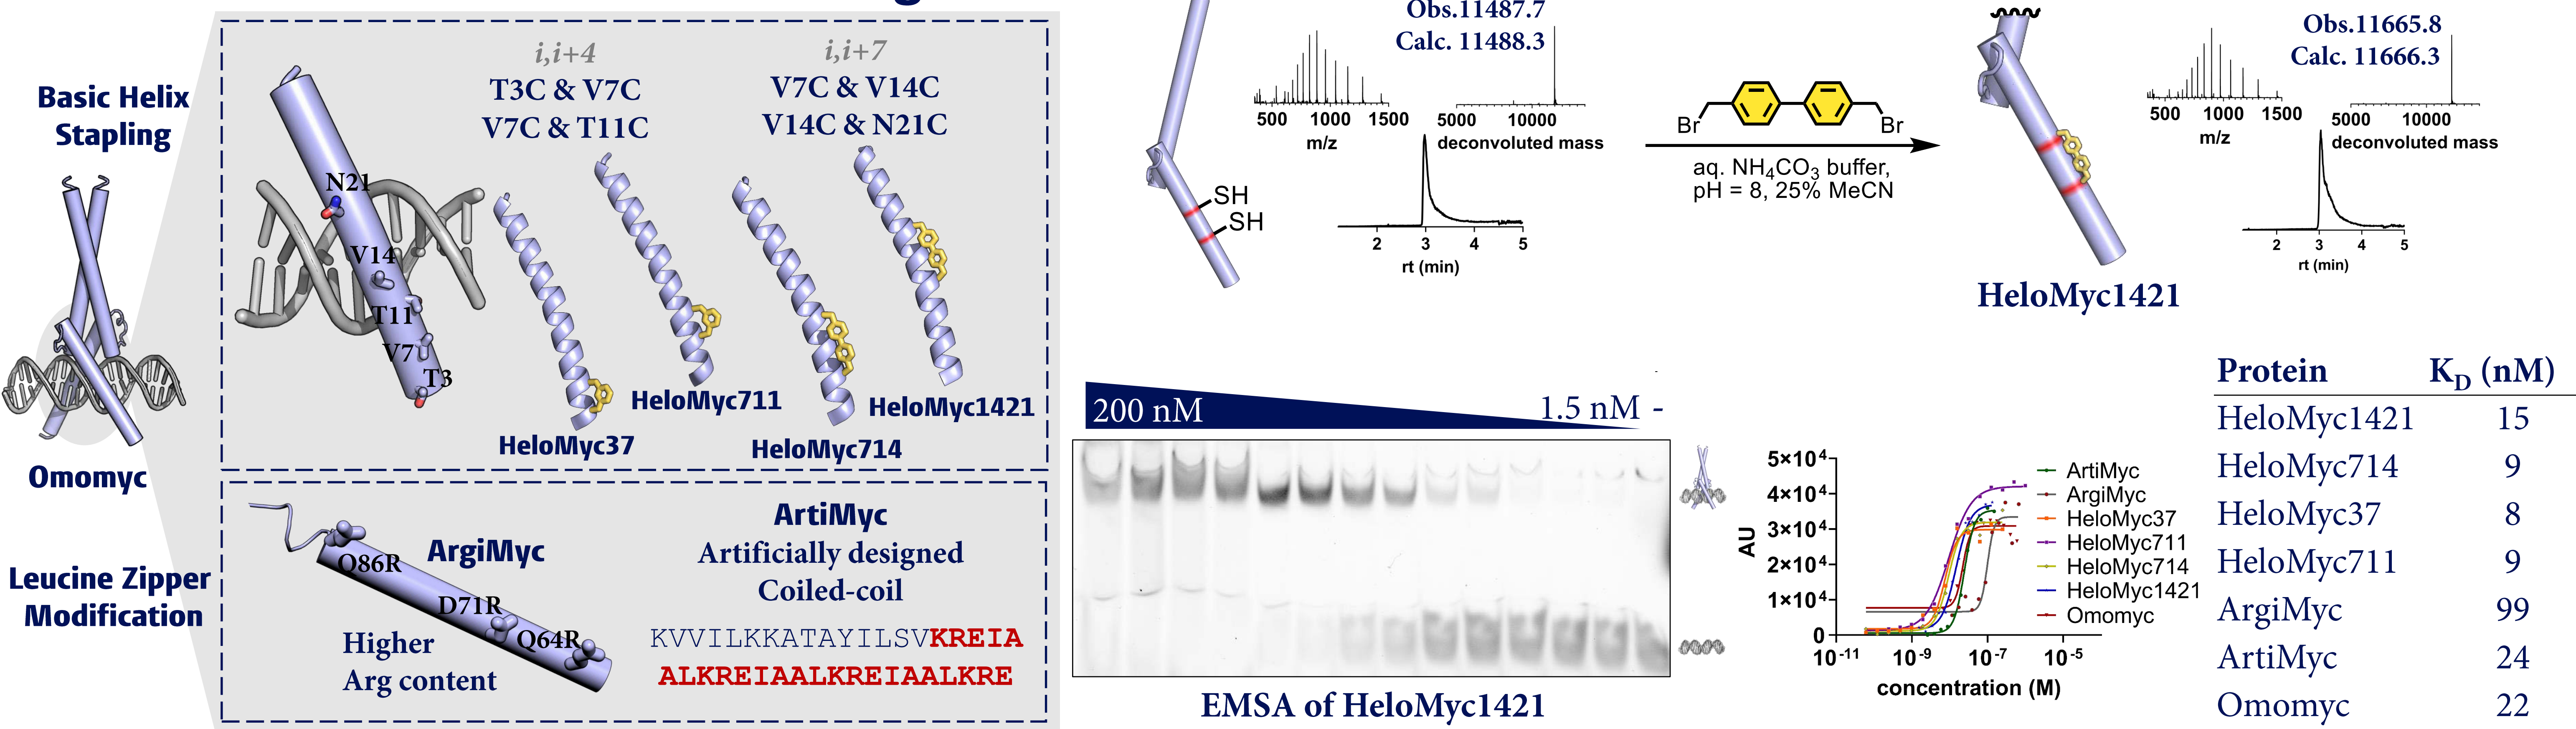 Basic Helix
Stapling
Omomyc
Leucine Zipper
Modification
i,i+4
T3C & V7C
V7C & T11C
i,i+7
V7C & V14C
V14C & N21C
N21
V14
T11
V7
T3
HeloMyc37
HeloMyc711
HeloMyc714
HeloMyc1421
ArgiMyc
Q86R
D71R
Q64R
Higher
Arg content
ArtiMyc
Artificially designed
Coiled-coil
KVVILKKATAYILSVKREIA
ALKREIAALKREIAALKRE
SH
SH
Obs.11487.7
Calc. 11488.3
500 1000 1500
m/z
5000 10000
deconvoluted mass
2 3 4 5
rt (min)
Br
Br
aq. NH4CO3 buffer,
pH = 8, 25% MeCN
HeloMyc1421
Obs.11665.8
Calc. 11666.3
500 1000 1500
m/z
5000 10000
deconvoluted mass
2 3 4 5
rt (min)
200 nM 1.5 nM -
EMSA of HeloMyc1421
AU
5×10⁴
4×10⁴
3×10⁴
2×10⁴
1×10⁴
0
10⁻¹¹ 10⁻⁹ 10⁻⁷ 10⁻⁵
concentration (M)
ArtiMyc
ArgiMyc
HeloMyc37
HeloMyc711
HeloMyc714
HeloMyc1421
Omomyc
Protein KD (nM)
HeloMyc1421 15
HeloMyc714 9
HeloMyc37 8
HeloMyc711 9
ArgiMyc 99
ArtiMyc 24
Omomyc 22